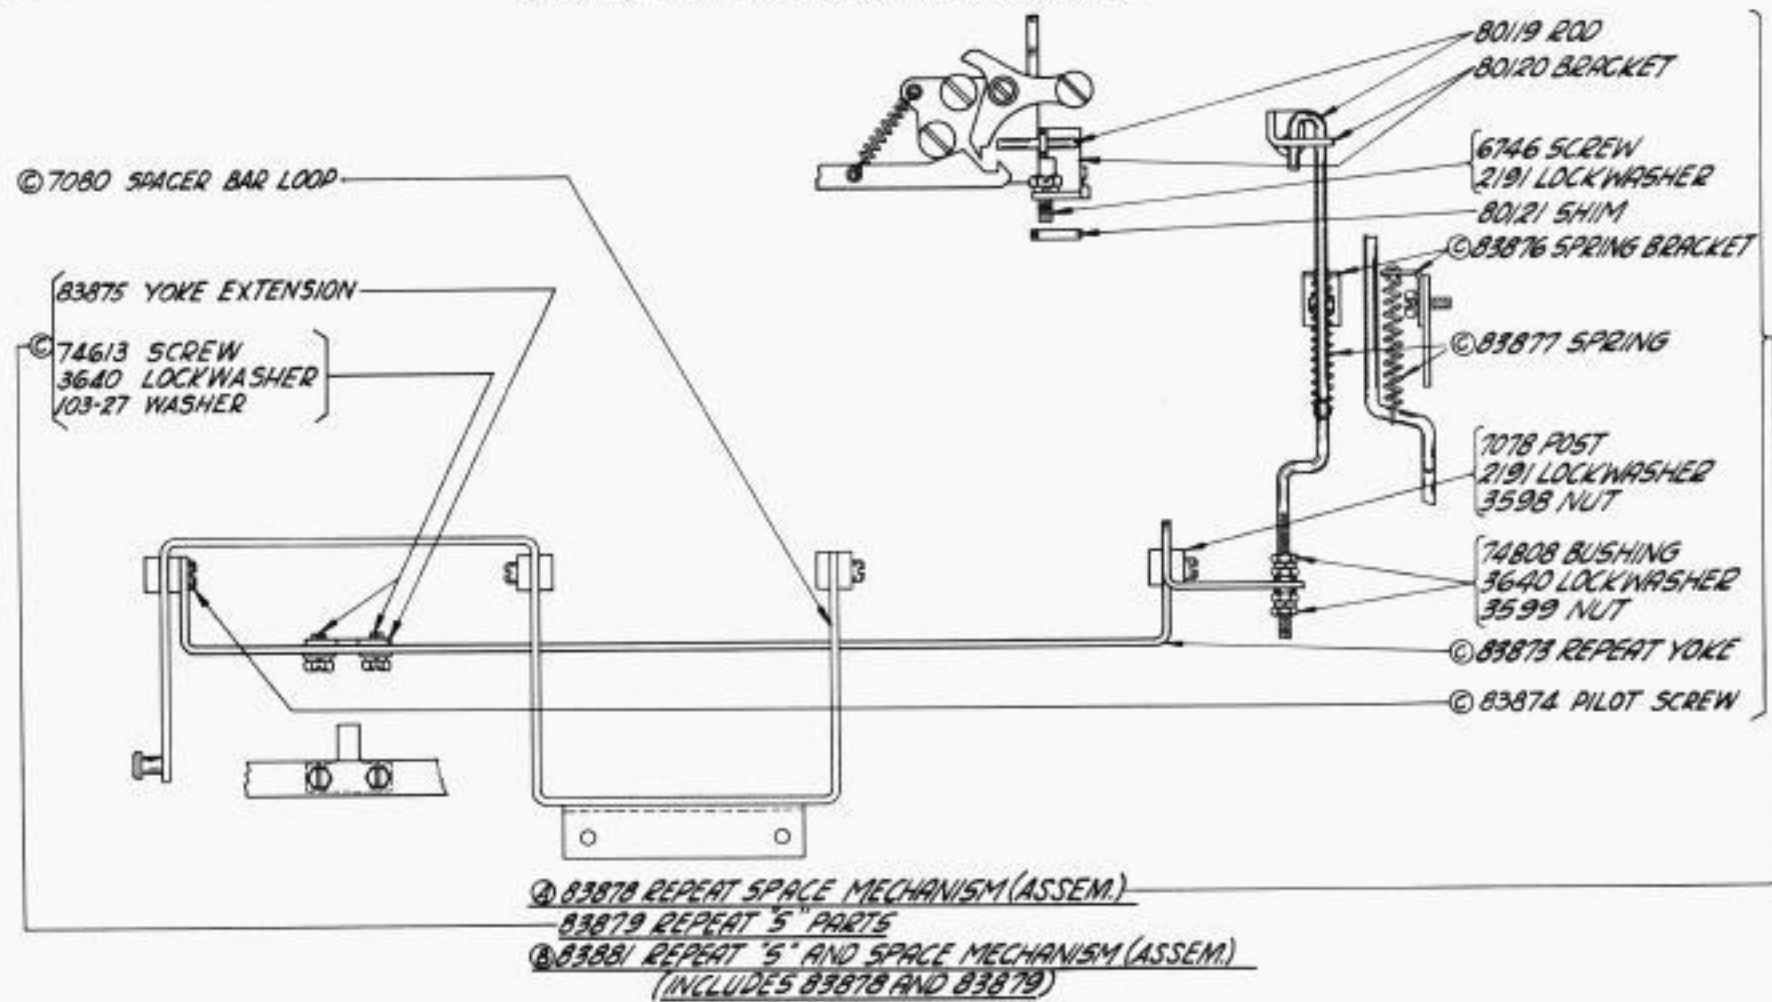 80119 ROD
80120 BRACKET
6746 SCREW
2191 LOCKWASHER
80121 SHIM
Ⓒ 7080 SPACER BAR LOOP
Ⓒ 83876 SPRING BRACKET
83875 YOKE EXTENSION
Ⓒ 74613 SCREW
3640 LOCKWASHER
103-27 WASHER
Ⓒ 83877 SPRING
7078 POST
2191 LOCKWASHER
3598 NUT
74808 BUSHING
3640 LOCKWASHER
3599 NUT
Ⓒ 83873 REPEAT YOKE
Ⓒ 83874 PILOT SCREW
Ⓐ 83878 REPEAT SPACE MECHANISM (ASSEM.)
83879 REPEAT "S" PARTS
Ⓑ 83881 REPEAT "S" AND SPACE MECHANISM (ASSEM.)
(INCLUDES 83878 AND 83879)